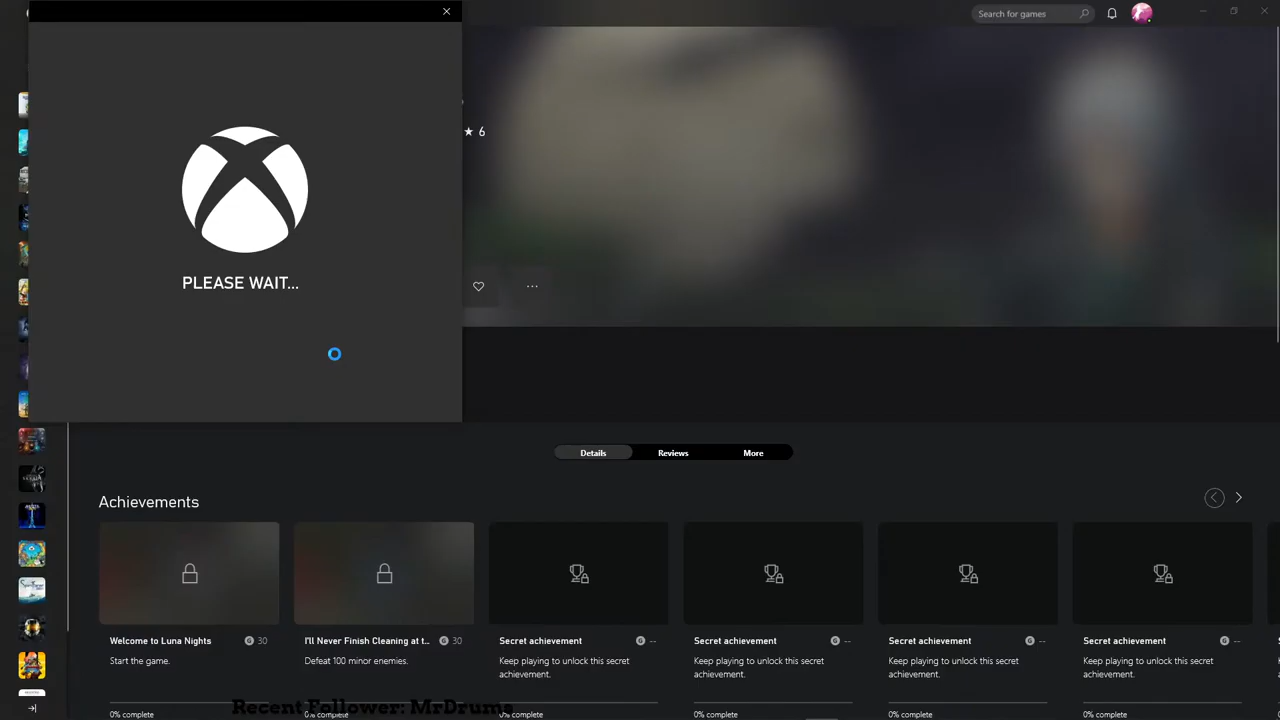 Search for games
★ 6
PLEASE WAIT...
Details Reviews More
Achievements
Welcome to Luna Nights G 30
Start the game.
0% complete
I'll Never Finish Cleaning at t... G 30
Defeat 100 minor enemies.
0% complete
Secret achievement G --
Keep playing to unlock this secret
achievement.
0% complete
Secret achievement G --
Keep playing to unlock this secret
achievement.
0% complete
Secret achievement G --
Keep playing to unlock this secret
achievement.
0% complete
Secret achievement G --
Keep playing to unlock this secret
achievement.
0% complete
Recent Follower: MrDrums